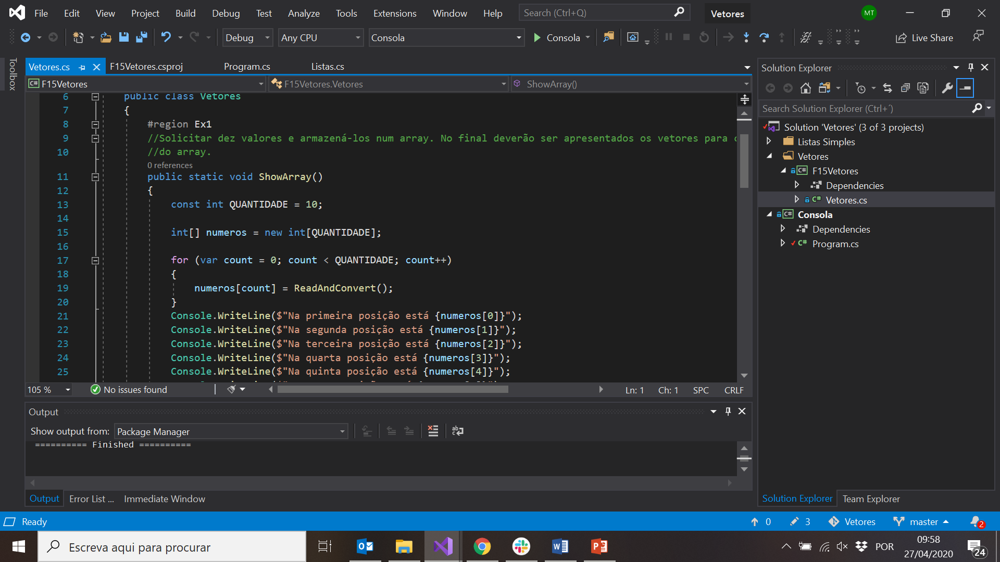 File Edit View Project Build Debug Test Analyze Tools Extensions Window Help Search (Ctrl+Q) Vetores MT
Debug Any CPU Consola Consola Live Share
Toolbox
Vetores.cs F15Vetores.csproj Program.cs Listas.cs
C# F15Vetores F15Vetores.Vetores ShowArray()
6 public class Vetores
7 {
8 #region Ex1
9 //Solicitar dez valores e armazená-los num array. No final deverão ser apresentados os vetores para
10 //do array.
0 references
11 public static void ShowArray()
12 {
13 const int QUANTIDADE = 10;
14
15 int[] numeros = new int[QUANTIDADE];
16
17 for (var count = 0; count < QUANTIDADE; count++)
18 {
19 numeros[count] = ReadAndConvert();
20 }
21 Console.WriteLine($"Na primeira posição está {numeros[0]}");
22 Console.WriteLine($"Na segunda posição está {numeros[1]}");
23 Console.WriteLine($"Na terceira posição está {numeros[2]}");
24 Console.WriteLine($"Na quarta posição está {numeros[3]}");
25 Console.WriteLine($"Na quinta posição está {numeros[4]}");
105 % No issues found Ln: 1 Ch: 1 SPC CRLF
Output
Show output from: Package Manager
========== Finished ==========
Output Error List ... Immediate Window
Solution Explorer
Search Solution Explorer (Ctrl+´)
Solution 'Vetores' (3 of 3 projects)
Listas Simples
Vetores
C# F15Vetores
Dependencies
C# Vetores.cs
C# Consola
Dependencies
C# Program.cs
Solution Explorer Team Explorer
Ready 0 3 Vetores master 2
Escreva aqui para procurar POR 09:58
27/04/2020 24